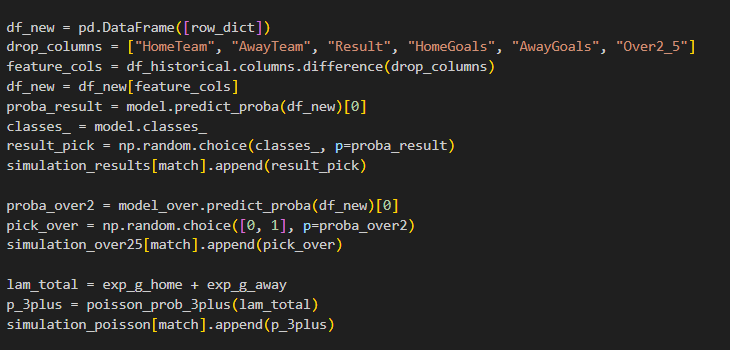 df_new = pd.DataFrame([row_dict])
drop_columns = ["HomeTeam", "AwayTeam", "Result", "HomeGoals", "AwayGoals", "Over2_5"]
feature_cols = df_historical.columns.difference(drop_columns)
df_new = df_new[feature_cols]
proba_result = model.predict_proba(df_new)[0]
classes_ = model.classes_
result_pick = np.random.choice(classes_, p=proba_result)
simulation_results[match].append(result_pick)
proba_over2 = model_over.predict_proba(df_new)[0]
pick_over = np.random.choice([0, 1], p=proba_over2)
simulation_over25[match].append(pick_over)
lam_total = exp_g_home + exp_g_away
p_3plus = poisson_prob_3plus(lam_total)
simulation_poisson[match].append(p_3plus)